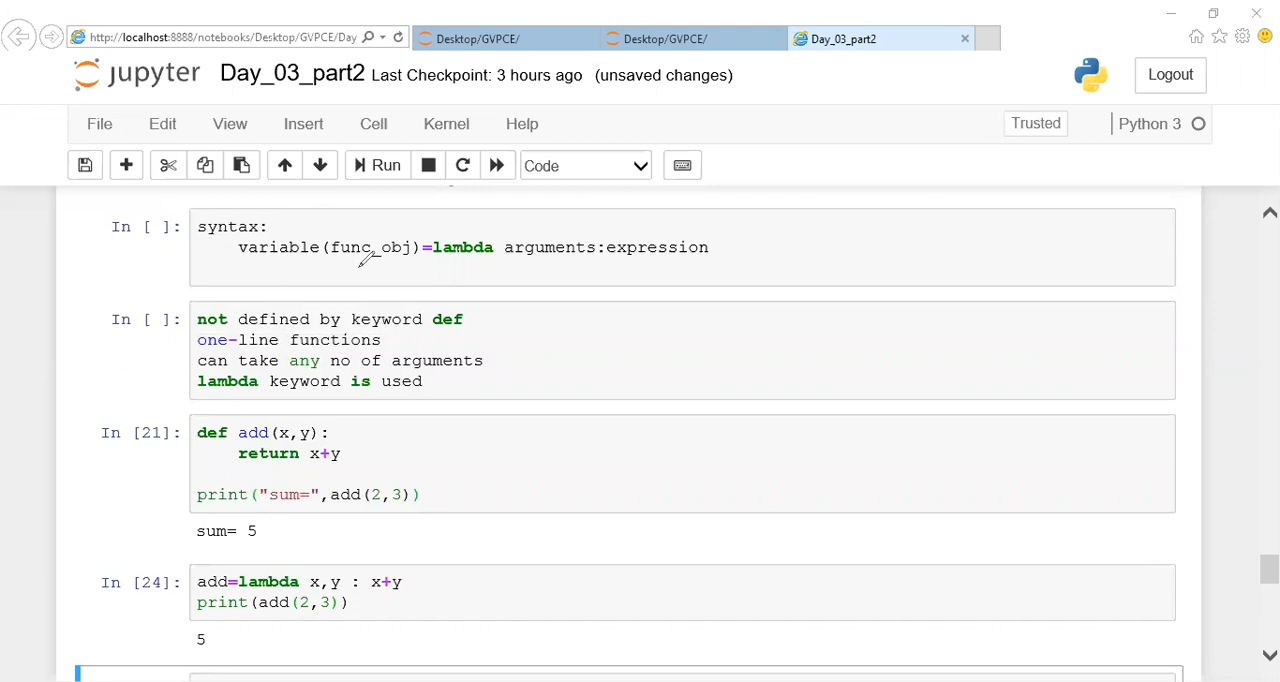 http://localhost:8888/notebooks/Desktop/GVPCE/Day
Desktop/GVPCE/
Desktop/GVPCE/
Day_03_part2
jupyter Day_03_part2 Last Checkpoint: 3 hours ago (unsaved changes)
Logout
File Edit View Insert Cell Kernel Help
Trusted
Python 3
Run
Code
In [ ]:
syntax:
    variable(func_obj)=lambda arguments:expression
In [ ]:
not defined by keyword def
one-line functions
can take any no of arguments
lambda keyword is used
In [21]:
def add(x,y):
    return x+y
print("sum=",add(2,3))
sum= 5
In [24]:
add=lambda x,y : x+y
print(add(2,3))
5